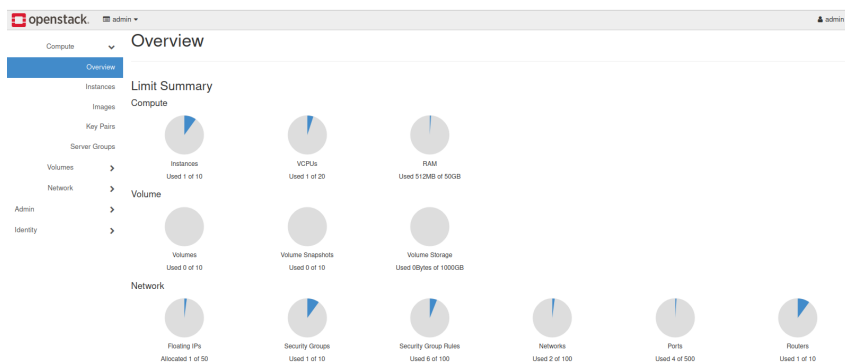 openstack. admin admin
Compute
Overview
Instances
Images
Key Pairs
Server Groups
Volumes
Network
Admin
Identity
Overview
Limit Summary
Compute
Instances
Used 1 of 10
VCPUs
Used 1 of 20
RAM
Used 512MB of 50GB
Volume
Volumes
Used 0 of 10
Volume Snapshots
Used 0 of 10
Volume Storage
Used 0Bytes of 1000GB
Network
Floating IPs
Allocated 1 of 50
Security Groups
Used 1 of 10
Security Group Rules
Used 6 of 100
Networks
Used 2 of 100
Ports
Used 4 of 500
Routers
Used 1 of 10